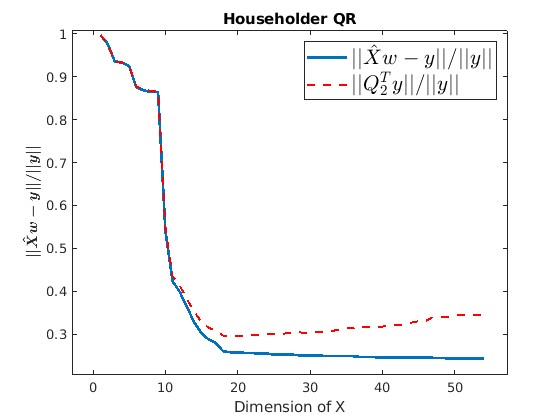 Householder QR
||X̂w − y||/||y||
||Q₂ᵀy||/||y||
||X̂w − y||/||y||
1
0.9
0.8
0.7
0.6
0.5
0.4
0.3
0 10 20 30 40 50
Dimension of X